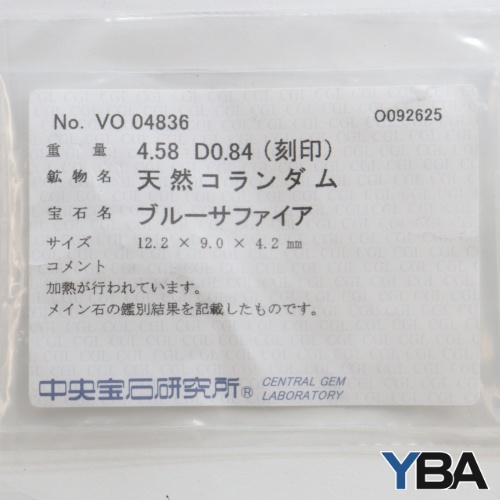 No. VO 04836 O092625
重量 4.58 D0.84 (刻印)
鉱物名 天然コランダム
宝石名 ブルーサファイア
サイズ 12.2 × 9.0 × 4.2 mm
コメント
加熱が行われています。
メイン石の鑑別結果を記載したものです。
中央宝石研究所® CENTRAL GEM
LABORATORY
YBA